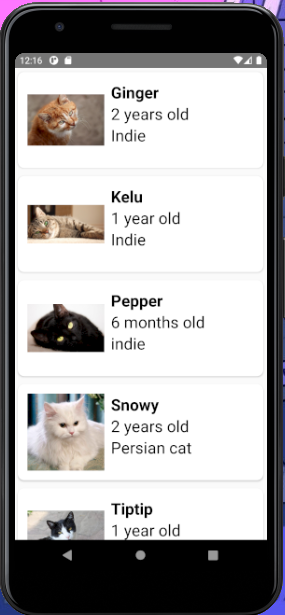 12:16
Ginger
2 years old
Indie
Kelu
1 year old
Indie
Pepper
6 months old
indie
Snowy
2 years old
Persian cat
Tiptip
1 year old